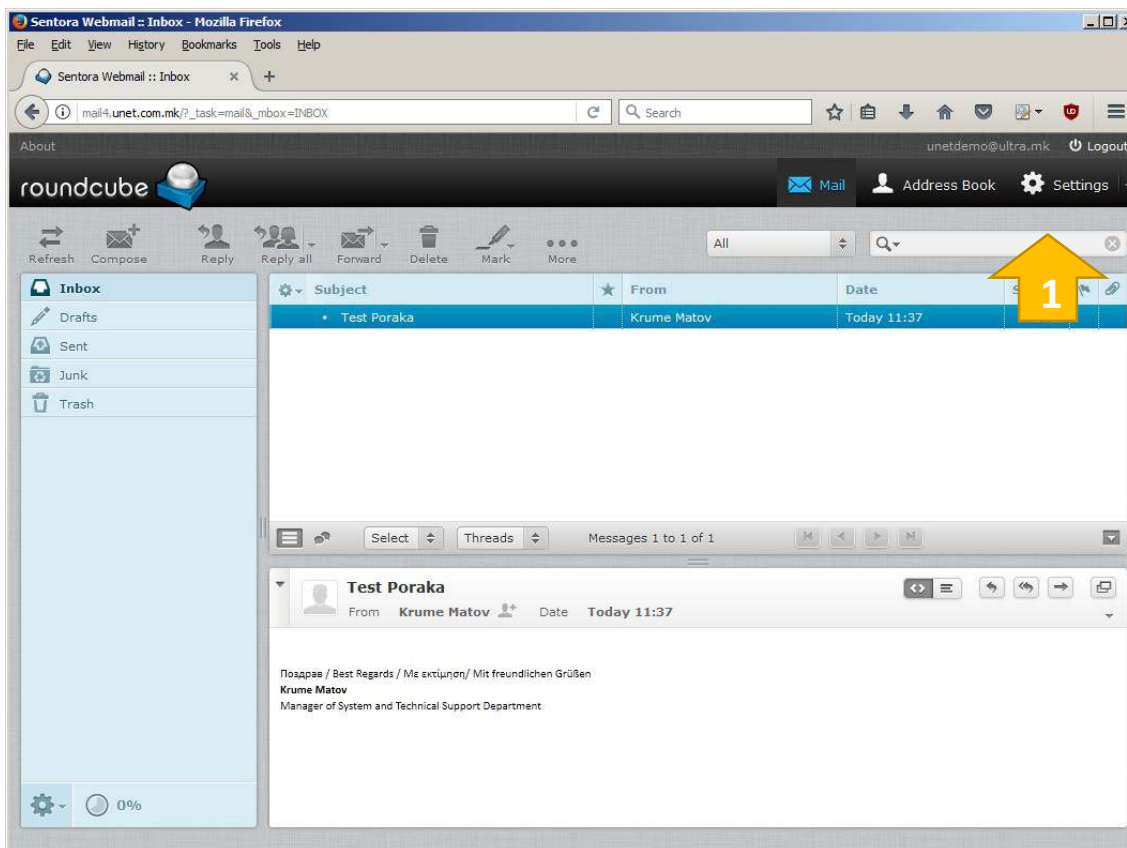 Sentora Webmail :: Inbox - Mozilla Firefox
File Edit View History Bookmarks Tools Help
Sentora Webmail :: Inbox
mail4.unet.com.mk/?_task=mail&_mbox=INBOX
Search
About
unetdemo@ultra.mk Logout
roundcube
Mail Address Book Settings
Refresh Compose Reply Reply all Forward Delete Mark More
All
1
Inbox
Drafts
Sent
Junk
Trash
Subject From Date
Test Poraka Krume Matov Today 11:37
Select Threads Messages 1 to 1 of 1
Test Poraka
From Krume Matov Date Today 11:37
Поздрав / Best Regards / Με εκτίμηση/ Mit freundlichen Grüßen
Krume Matov
Manager of System and Technical Support Department
0%